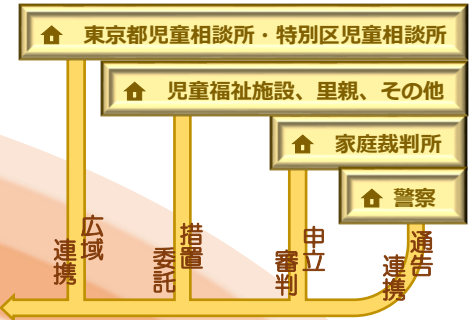 東京都児童相談所・特別区児童相談所
児童福祉施設、里親、その他
家庭裁判所
警察
広域
連携
措置
委託
申立
審判
通告
連携